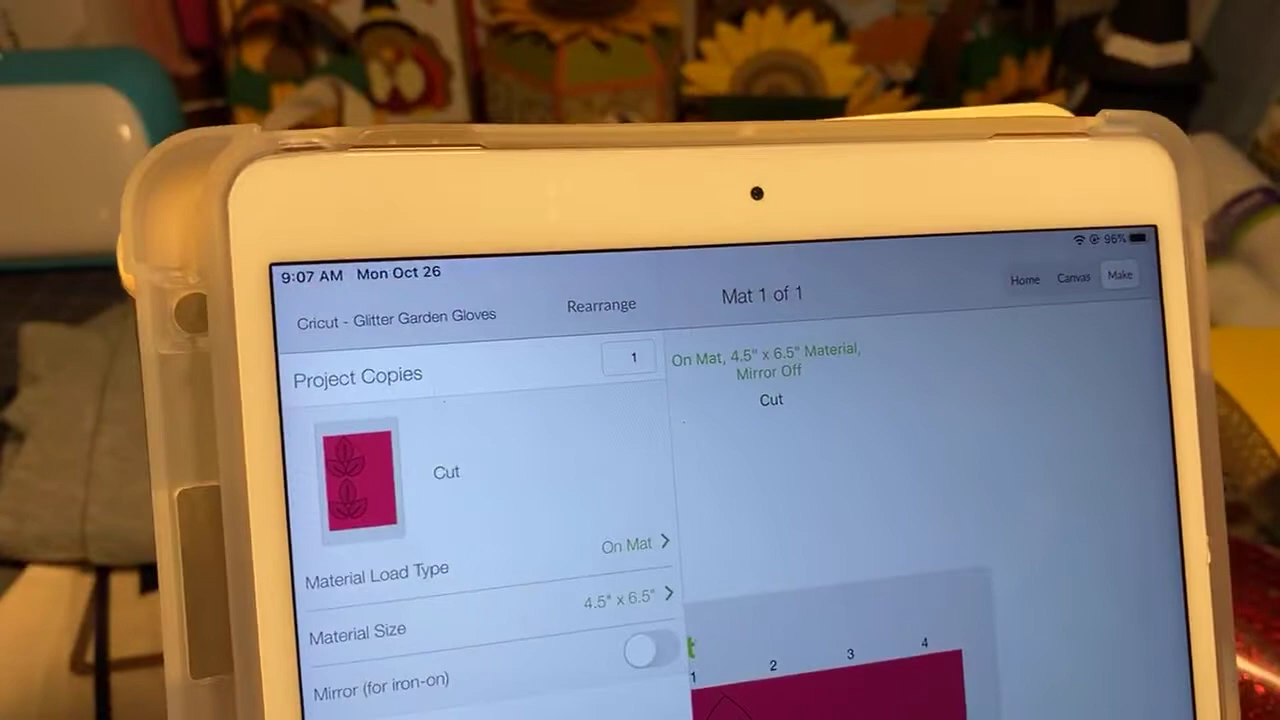 9:07 AM Mon Oct 26
96%
Cricut - Glitter Garden Gloves
Rearrange
Mat 1 of 1
Home
Canvas
Make
Project Copies
1
On Mat, 4.5" x 6.5" Material,
Mirror Off
Cut
Cut
Material Load Type
On Mat
Material Size
4.5" x 6.5"
Mirror (for iron-on)
t
1
2
3
4